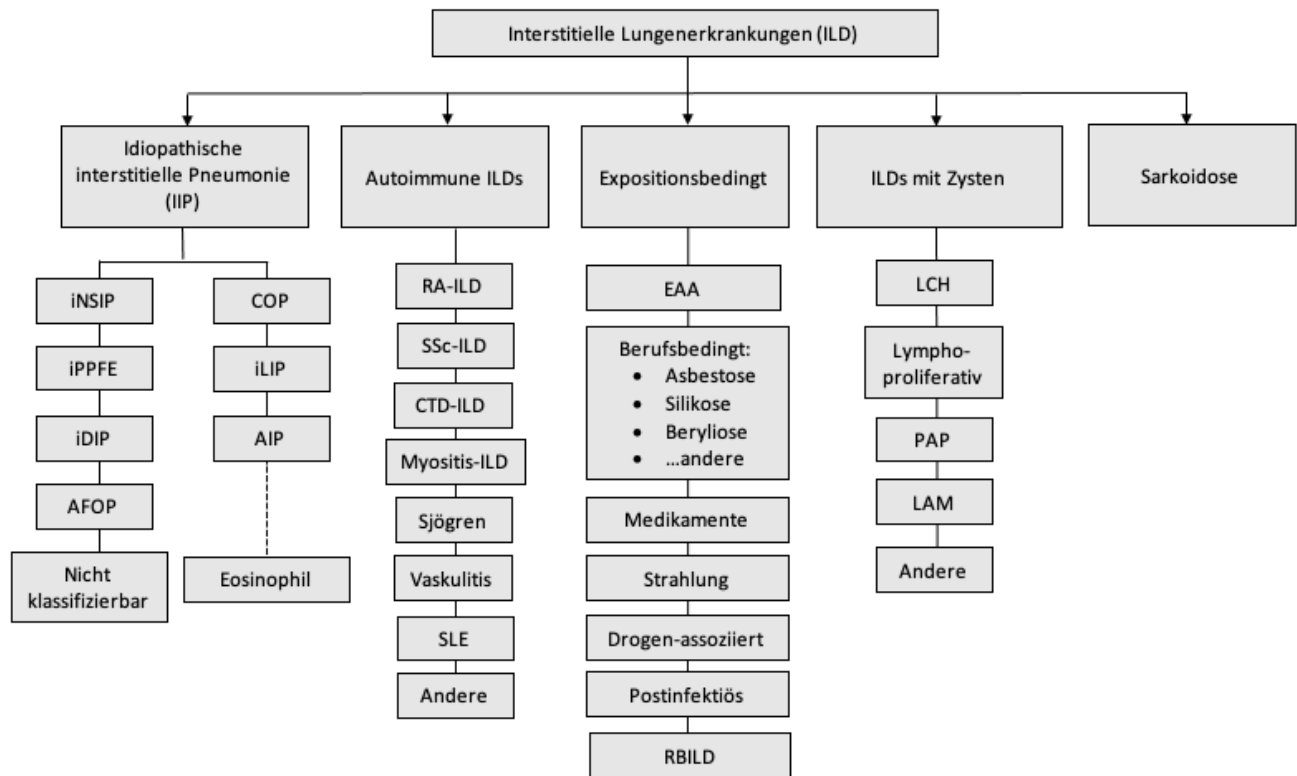 Interstitielle Lungenerkrankungen (ILD)
Idiopathische
interstitielle Pneumonie
(IIP)
iNSIP
iPPFE
iDIP
AFOP
Nicht
klassifizierbar
COP
iLIP
AIP
Eosinophil
Autoimmune ILDs
RA-ILD
SSc-ILD
CTD-ILD
Myositis-ILD
Sjögren
Vaskulitis
SLE
Andere
Expositionsbedingt
EAA
Berufsbedingt:
• Asbestose
• Silikose
• Beryliose
• …andere
Medikamente
Strahlung
Drogen-assoziiert
Postinfektiös
RBILD
ILDs mit Zysten
LCH
Lympho-
proliferativ
PAP
LAM
Andere
Sarkoidose